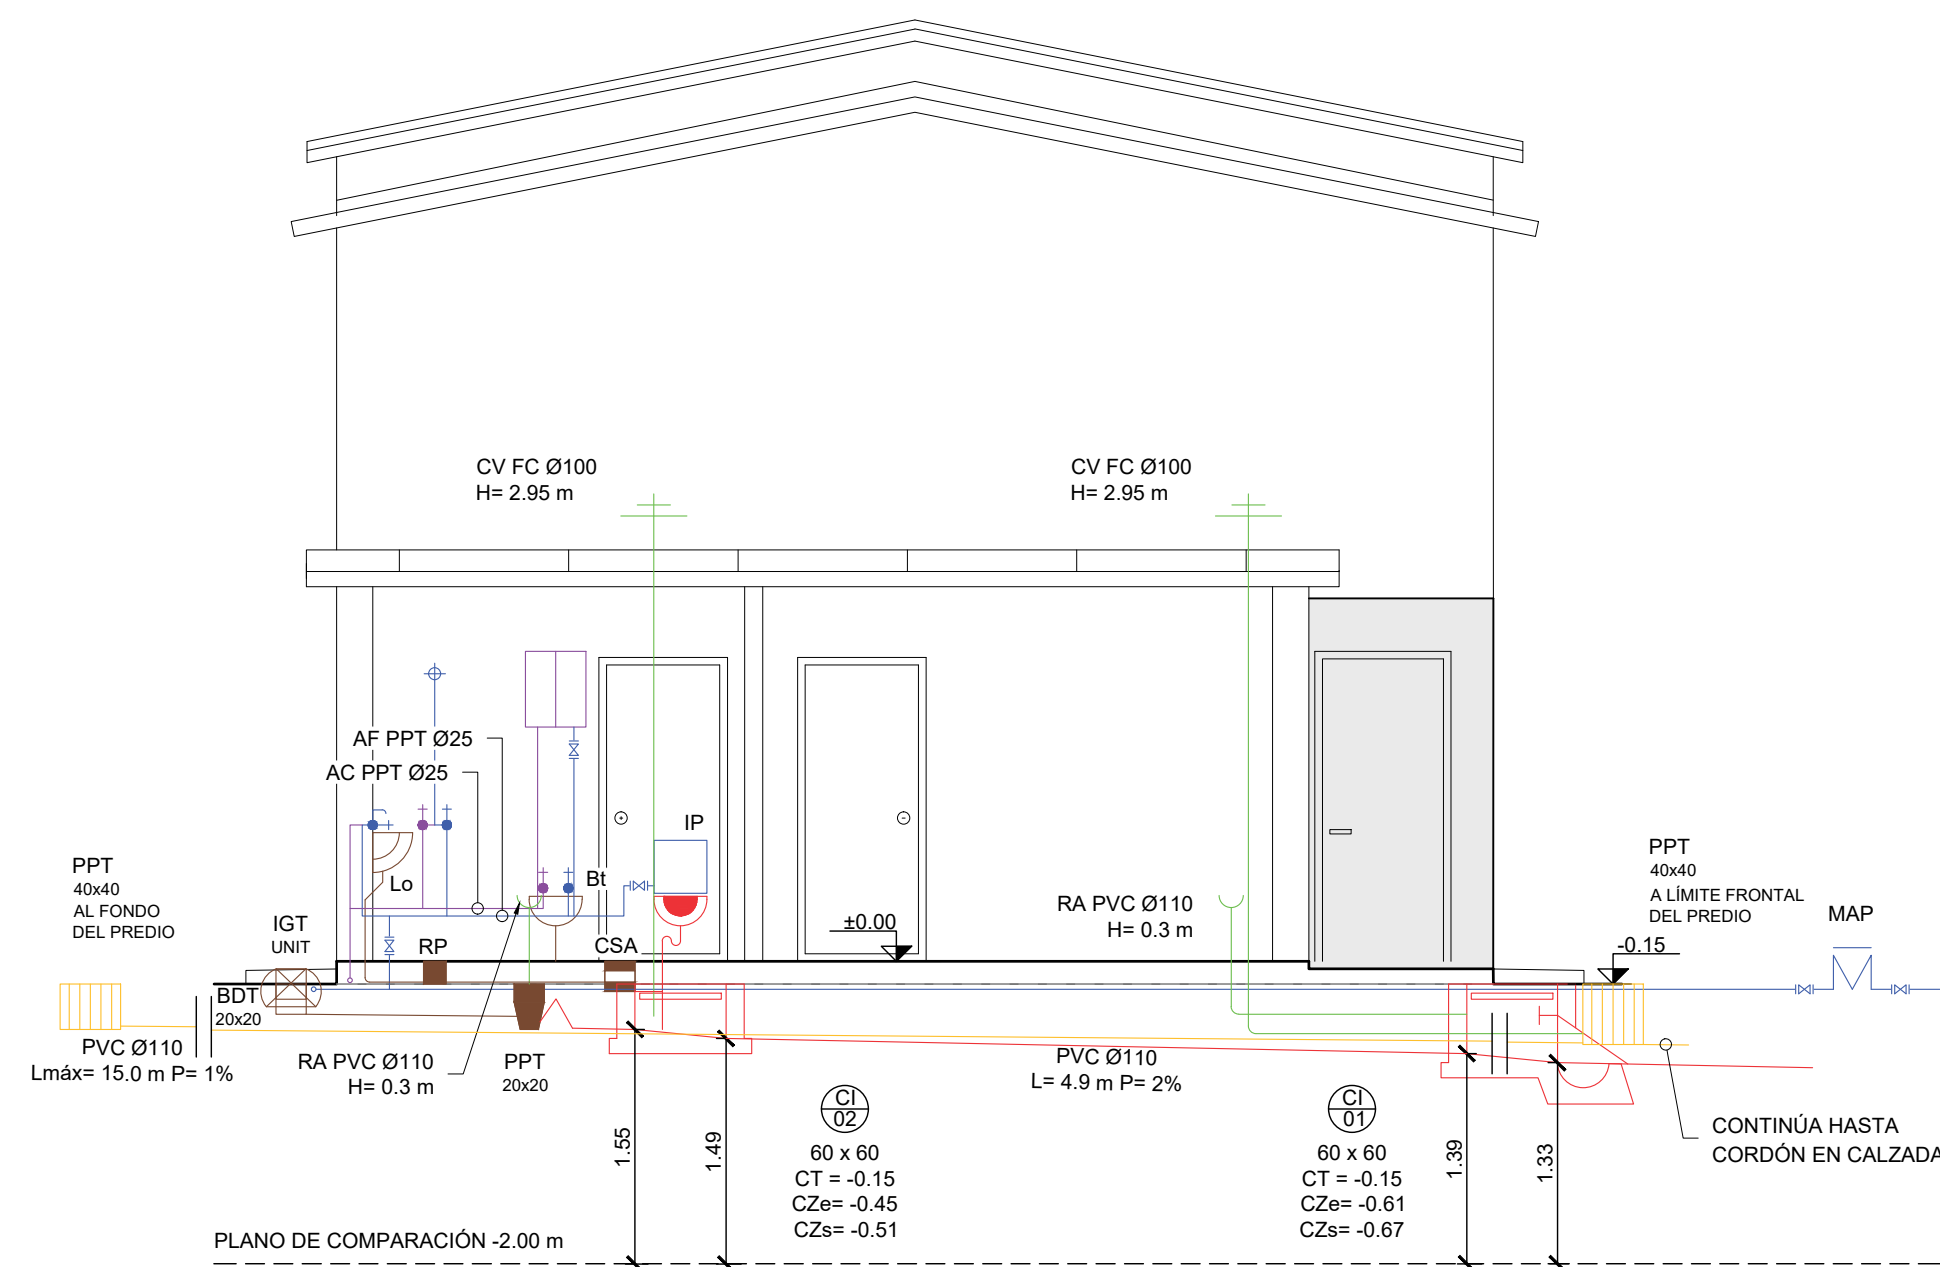 CV FC Ø100
H= 2.95 m
CV FC Ø100
H= 2.95 m
AF PPT Ø25
AC PPT Ø25
IP
PPT
40x40
AL FONDO
DEL PREDIO
Lo
Bt
IGT
UNIT
RP
CSA
±0.00
RA PVC Ø110
H= 0.3 m
PPT
40x40
A LÍMITE FRONTAL
DEL PREDIO
MAP
-0.15
BDT
20x20
PVC Ø110
Lmáx= 15.0 m P= 1%
RA PVC Ø110
H= 0.3 m
PPT
20x20
PVC Ø110
L= 4.9 m P= 2%
CI
02
60 x 60
CT = -0.15
CZe= -0.45
CZs= -0.51
CI
01
60 x 60
CT = -0.15
CZe= -0.61
CZs= -0.67
1.55
1.49
1.39
1.33
CONTINÚA HASTA
CORDÓN EN CALZADA
PLANO DE COMPARACIÓN -2.00 m